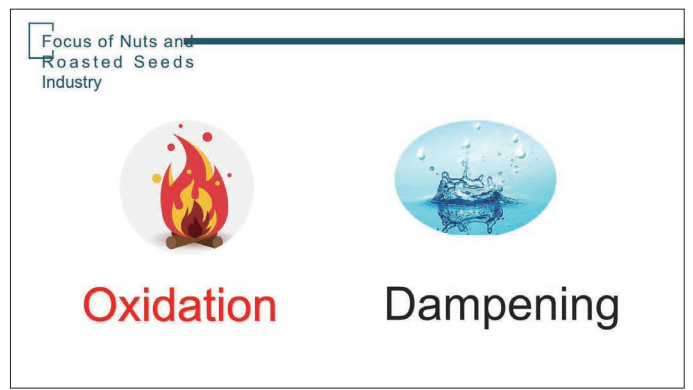 Focus of Nuts and
Roasted Seeds
Industry
Oxidation
Dampening